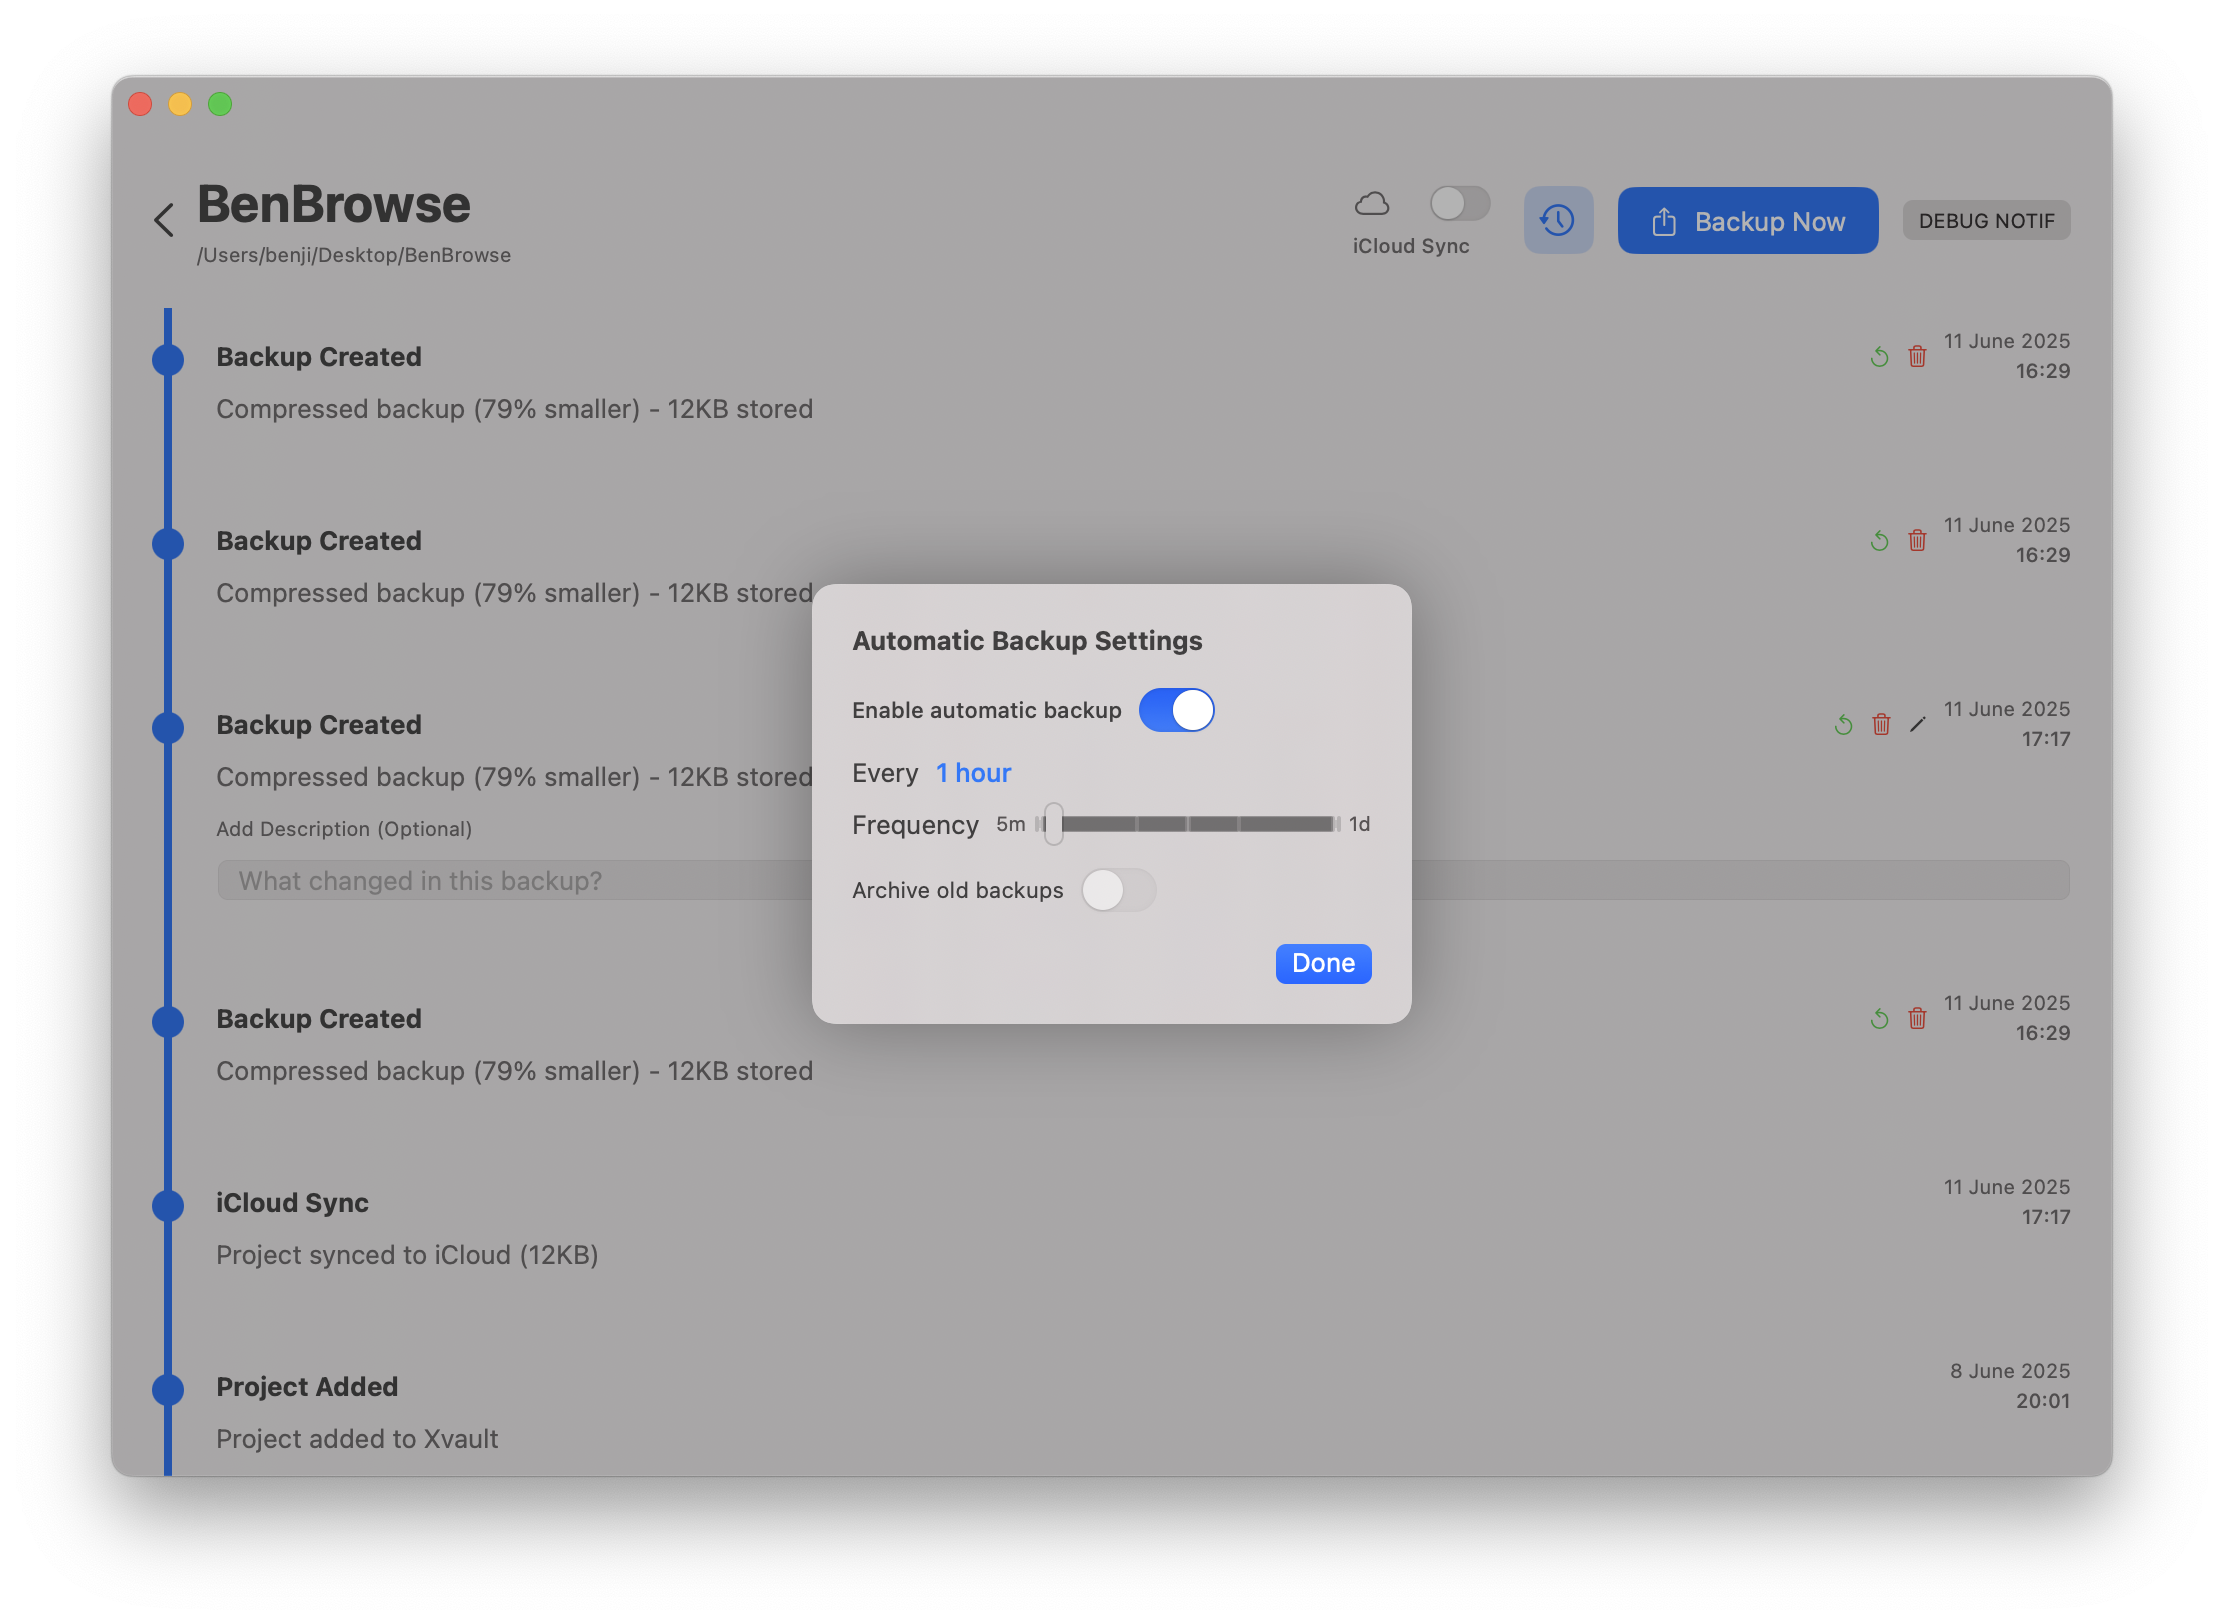 BenBrowse
/Users/benji/Desktop/BenBrowse
iCloud Sync
Backup Now
DEBUG NOTIF
Backup Created
11 June 2025
16:29
Compressed backup (79% smaller) - 12KB stored
Backup Created
11 June 2025
16:29
Compressed backup (79% smaller) - 12KB stored
Backup Created
11 June 2025
17:17
Compressed backup (79% smaller) - 12KB stored
Add Description (Optional)
What changed in this backup?
Automatic Backup Settings
Enable automatic backup
Every 1 hour
Frequency 5m 1d
Archive old backups
Done
Backup Created
11 June 2025
16:29
Compressed backup (79% smaller) - 12KB stored
iCloud Sync
11 June 2025
17:17
Project synced to iCloud (12KB)
Project Added
8 June 2025
20:01
Project added to Xvault